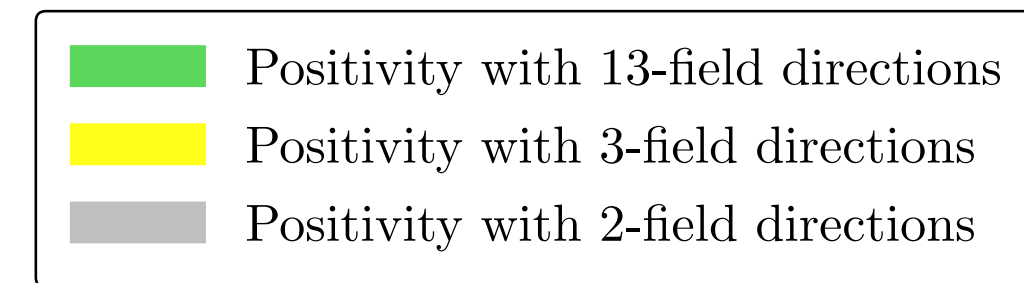 Positivity with 13-field directions
Positivity with 3-field directions
Positivity with 2-field directions